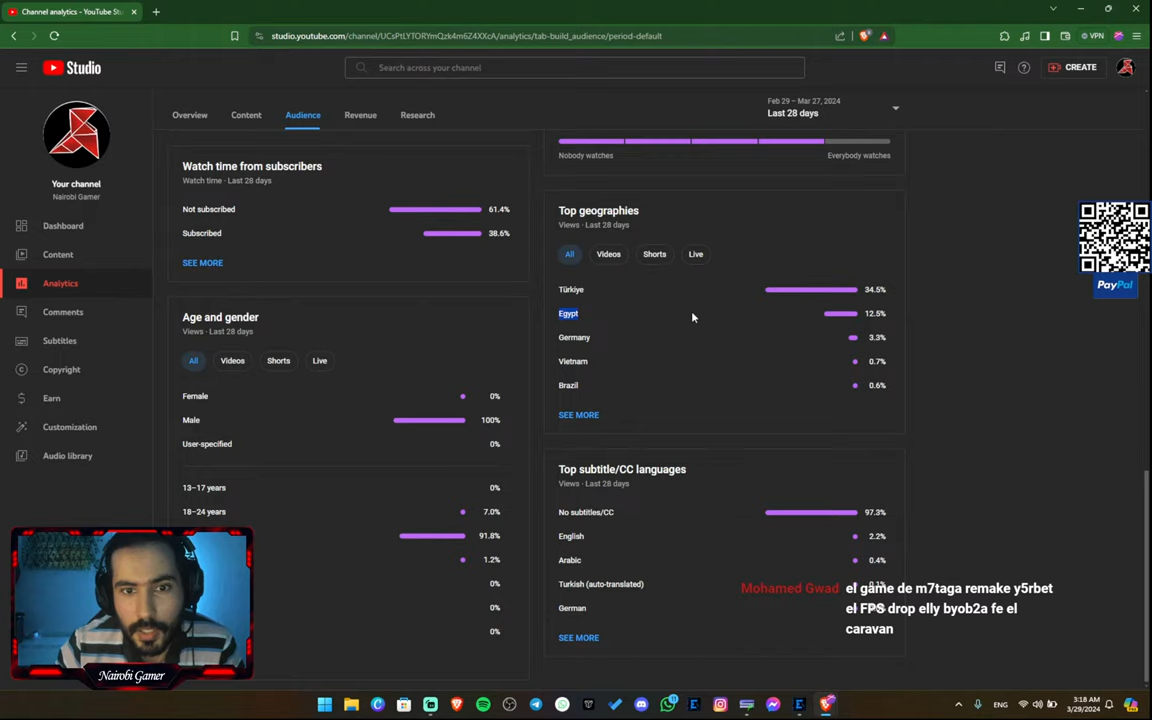 Channel analytics - YouTube Stu
studio.youtube.com/channel/UCsPtLYTORYmQzk4m6Z4XXcA/analytics/tab-build_audience/period-default
VPN
Studio
Search across your channel
CREATE
Your channel
Nairobi Gamer
Dashboard
Content
Analytics
Comments
Subtitles
Copyright
Earn
Customization
Audio library
Overview
Content
Audience
Revenue
Research
Feb 29 – Mar 27, 2024
Last 28 days
Watch time from subscribers
Watch time · Last 28 days
Not subscribed 61.4%
Subscribed 38.6%
SEE MORE
Age and gender
Views · Last 28 days
All Videos Shorts Live
Female 0%
Male 100%
User-specified 0%
13–17 years 0%
18–24 years 7.0%
91.8%
1.2%
0%
0%
0%
Nobody watches Everybody watches
Top geographies
Views · Last 28 days
All Videos Shorts Live
Türkiye 34.5%
Egypt 12.5%
Germany 3.3%
Vietnam 0.7%
Brazil 0.6%
SEE MORE
Top subtitle/CC languages
Views · Last 28 days
No subtitles/CC 97.3%
English 2.2%
Arabic 0.4%
Turkish (auto-translated)
German
SEE MORE
Mohamed Gwad el game de m7taga remake y5rbet
el FPS drop elly byob2a fe el
caravan
PayPal
Nairobi Gamer
ENG
3:18 AM
3/29/2024